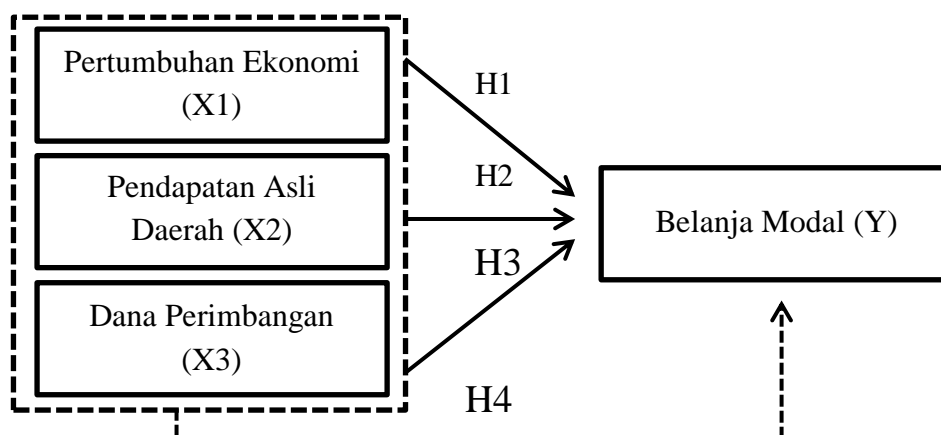 Pertumbuhan Ekonomi
(X1)
H1
Pendapatan Asli
Daerah (X2)
H2
Belanja Modal (Y)
H3
Dana Perimbangan
(X3)
H4